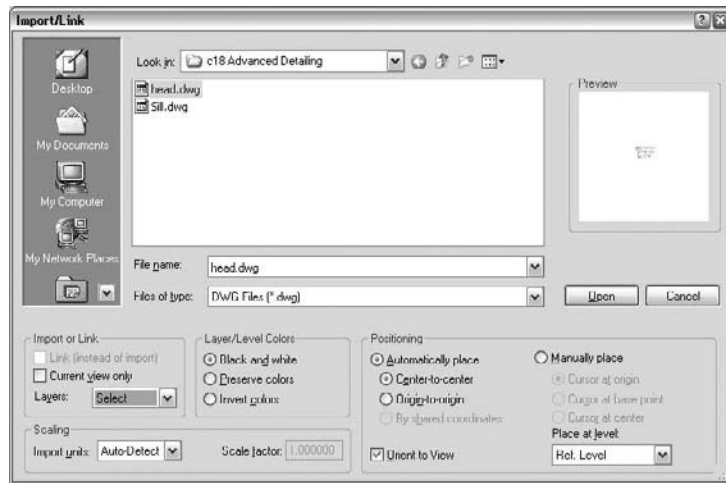 Import/Link
Look in: c18 Advanced Detailing
Desktop
My Documents
My Computer
My Network Places
head.dwg
Sill.dwg
Preview
File name: head.dwg
Files of type: DWG Files (*.dwg)
Open Cancel
Import or Link
Link (instead of import)
Current view only
Layers: Select
Layer/Level Colors
Black and white
Preserve colors
Invert colors
Positioning
Automatically place
Center-to-center
Origin-to-origin
By shared coordinates
Manually place
Cursor at origin
Cursor at base point
Cursor at center
Place at level:
Rel. Level
Orient to View
Scaling
Import units: Auto-Detect Scale factor: 1.000000